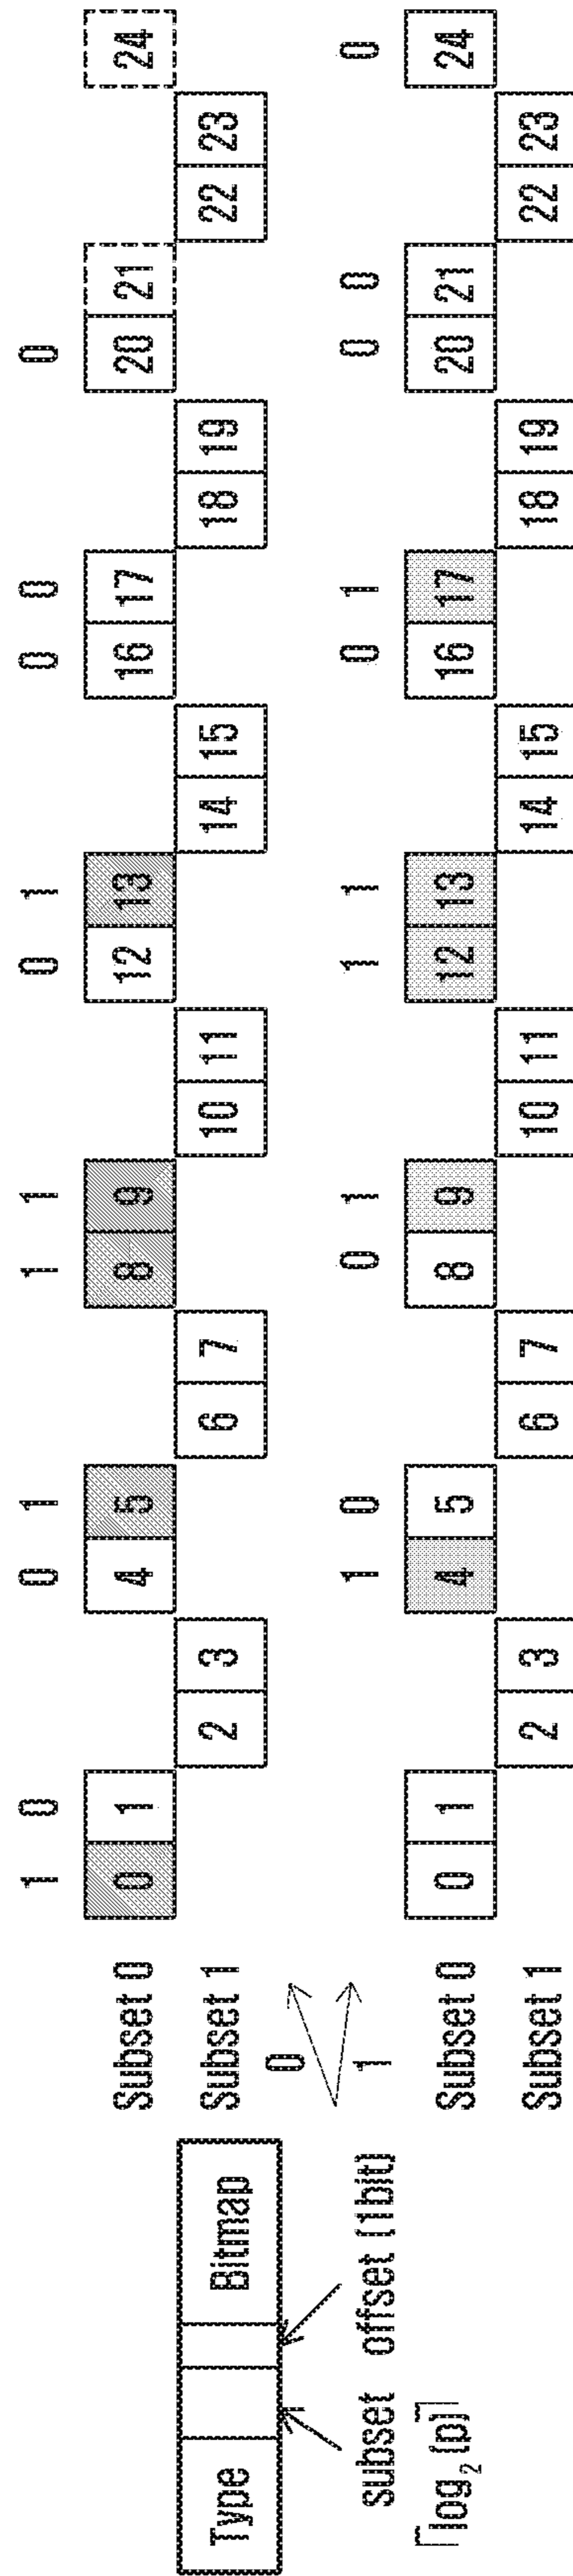 Type Bitmap
subset offset (1bit)
⌈log₂(p)⌉
1 0 0 1 1 1 0 1 0 0 0
Subset 0 0 1 4 5 8 9 12 13 16 17 20 21 24
Subset 1 2 3 6 7 10 11 14 15 18 19 22 23
0
1
1 0 0 1 1 1 0 1 0 0 0
Subset 0 0 1 4 5 8 9 12 13 16 17 20 21 24
Subset 1 2 3 6 7 10 11 14 15 18 19 22 23